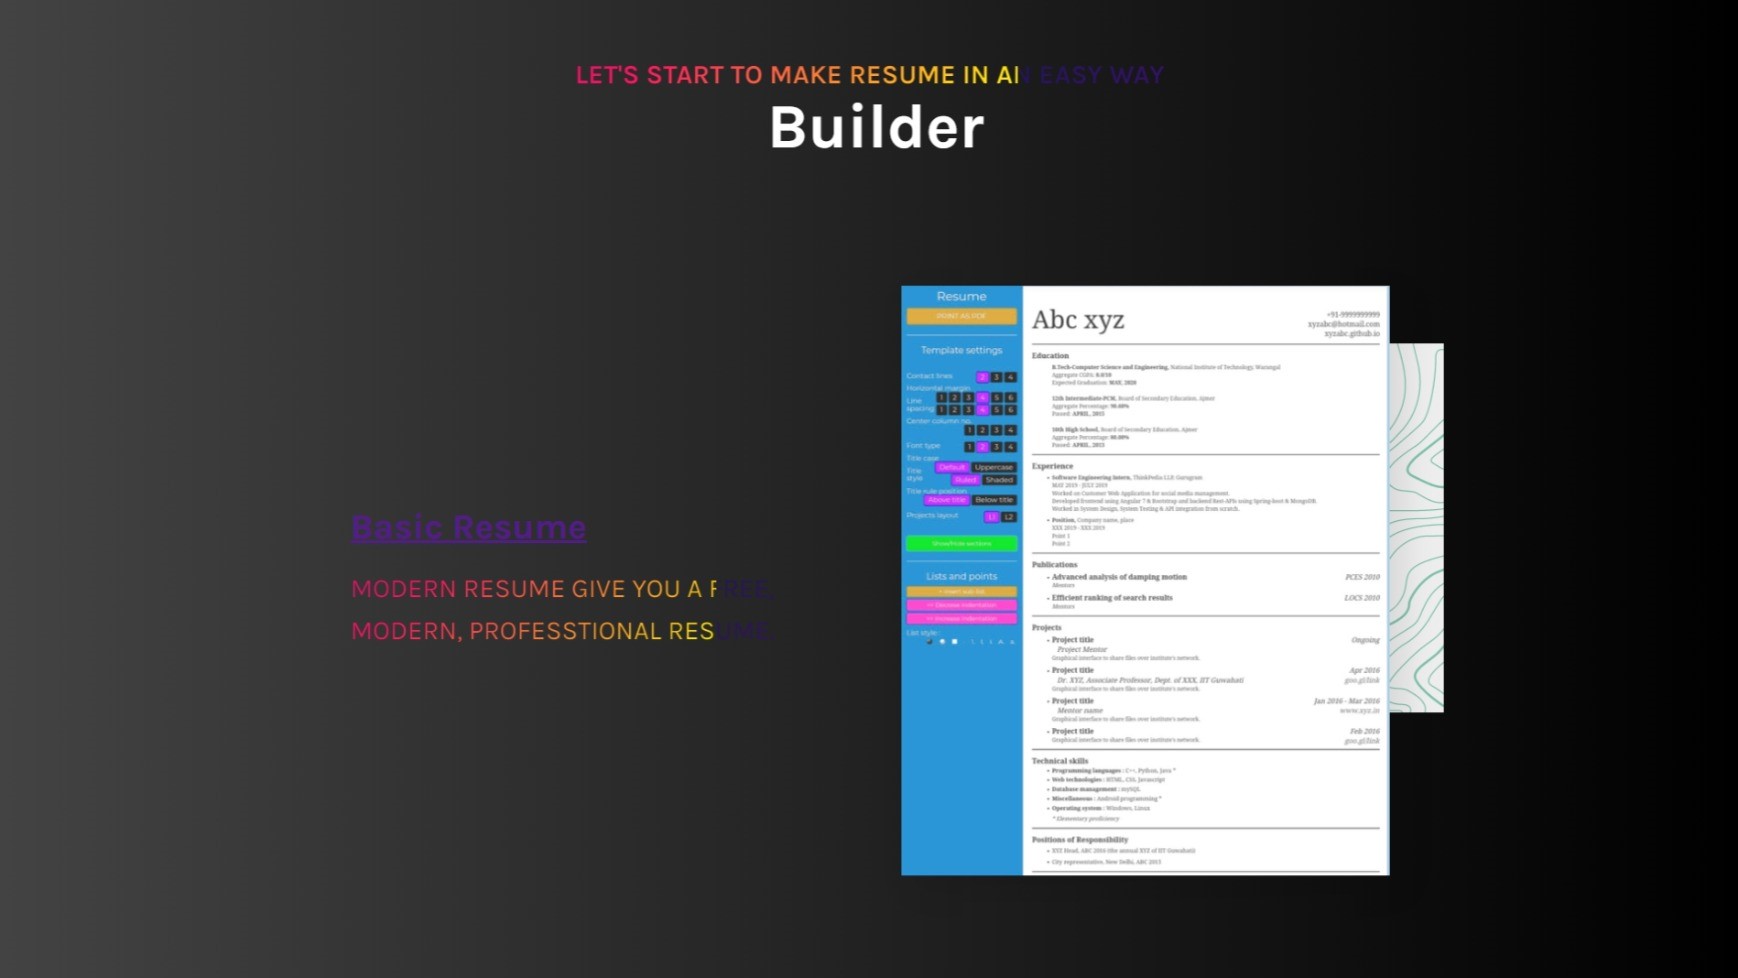 LET'S START TO MAKE RESUME IN AN EASY WAY
Builder
Basic Resume
MODERN RESUME GIVE YOU A FREE,
MODERN, PROFESSTIONAL RESUME.
Resume
PRINT AS PDF
Template settings
Contact lines 2 3 4
Horizontal margin
1 2 3 4 5 6
Line spacing 1 2 3 4 5 6
Center column no.
1 2 3 4
Font type 1 2 3 4
Title case
Default Uppercase
Title style Ruled Shaded
Title rule position
Above title Below title
Projects layout L1 L2
Show/Hide sections
Lists and points
+ Insert sub-list
<< Decrease indentation
>> Increase indentation
List style:
Abc xyz
+91-9999999999
xyzabc@hotmail.com
xyzabc.github.io
Education
B.Tech-Computer Science and Engineering, National Institute of Technology, Warangal
Aggregate CGPA:
Expected Graduation: MAY, 2020
12th Intermediate-PCM, Board of Secondary Education, Ajmer
Aggregate Percentage:
Passed: APRIL, 2015
10th High School, Board of Secondary Education, Ajmer
Aggregate Percentage:
Passed: APRIL,
Experience
Software Engineering Intern, ThinkPedia LLP, Gurugram
MAY 2019 - JULY 2019
Worked on Customer Web Application for social media management.
Developed frontend using Angular 7 & Bootstrap and backend Rest-APIs using Spring-boot & MongoDB.
Worked in System Design, System Testing & API integration from scratch.
Position, Company name, place
XXX 2019 - XXX 2019
Point 1
Point 2
Publications
Advanced analysis of damping motion PCES 2010
Mentors
Efficient ranking of search results LOCS 2010
Mentors
Projects
Project title Ongoing
Project Mentor
Graphical interface to share files over institute's network.
Project title Apr 2016
Dr. XYZ, Associate Professor, Dept. of XXX, IIT Guwahati goo.gl/link
Graphical interface to share files over institute's network.
Project title Jan 2016 - Mar 2016
Mentor name www.xyz.in
Graphical interface to share files over institute's network.
Project title Feb 2016
Graphical interface to share files over institute's network. goo.gl/link
Technical skills
Programming languages : C++, Python, Java *
Web technologies : HTML, CSS, Javascript
Database management : mySQL
Miscellaneous : Android programming *
Operating system : Windows, Linux
* Elementary proficiency
Positions of Responsibility
XYZ Head, ABC 2016 (the annual XYZ of IIT Guwahati)
City representative, New Delhi, ABC 2015